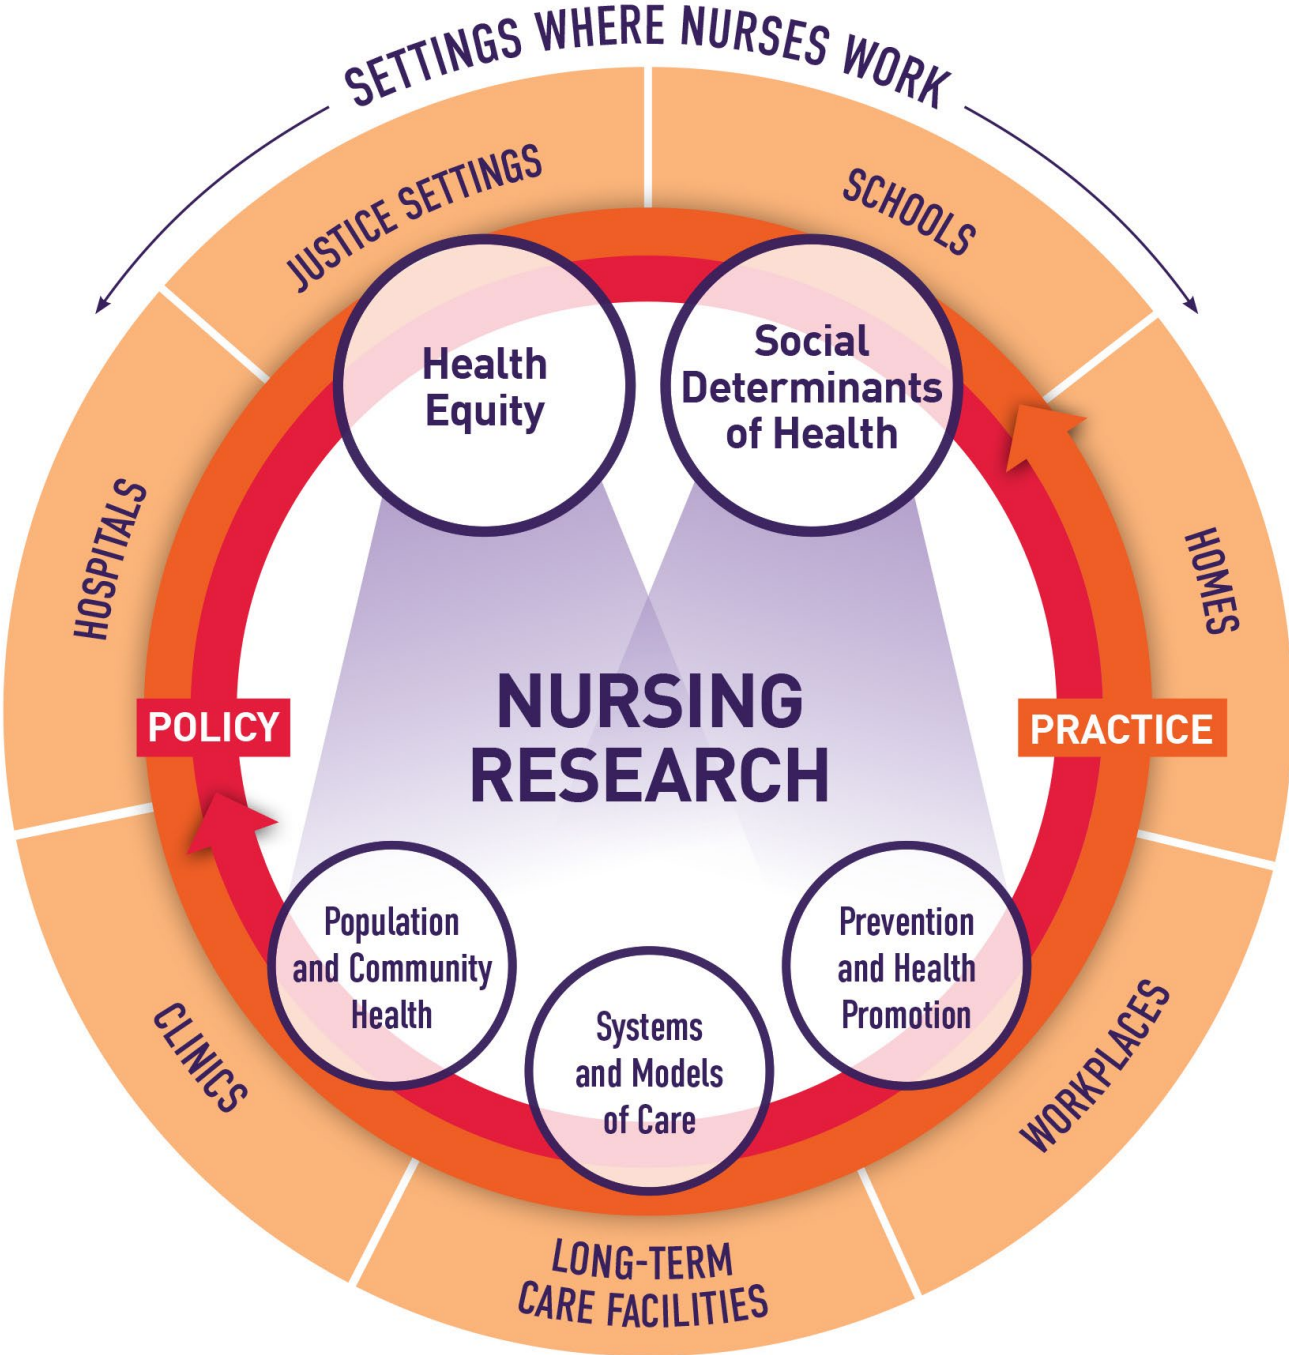 SETTINGS WHERE NURSES WORK
JUSTICE SETTINGS
SCHOOLS
HOSPITALS
HOMES
Health
Equity
Social
Determinants
of Health
NURSING
RESEARCH
POLICY
PRACTICE
Population
and Community
Health
Systems
and Models
of Care
Prevention
and Health
Promotion
CLINICS
WORKPLACES
LONG-TERM
CARE FACILITIES